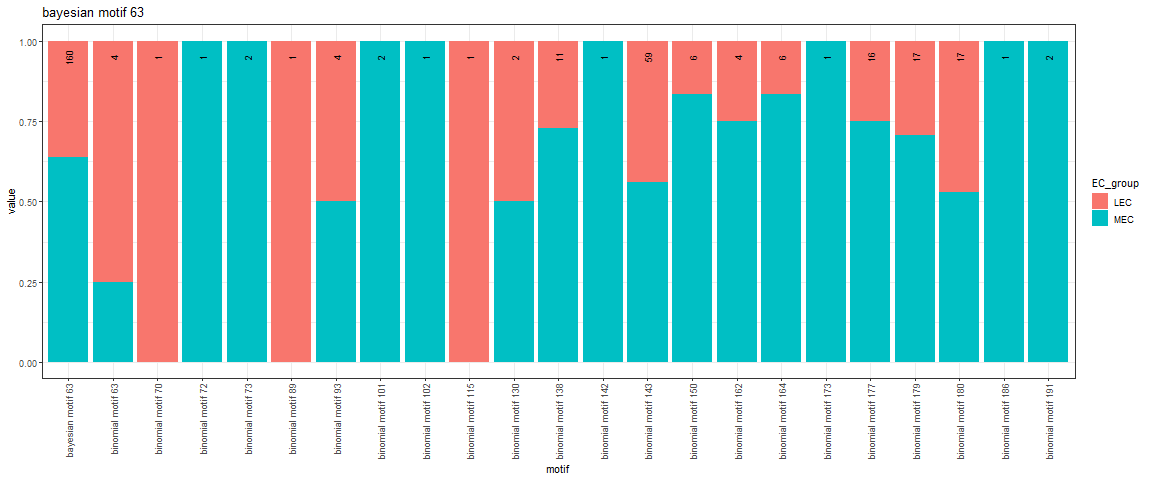 bayesian motif 63
value
1.00
0.75
0.50
0.25
0.00
160
4
1
1
2
1
4
2
1
1
2
11
1
59
6
4
6
1
16
17
17
1
2
bayesian motif 63
binomial motif 63
binomial motif 70
binomial motif 72
binomial motif 73
binomial motif 89
binomial motif 93
binomial motif 101
binomial motif 102
binomial motif 115
binomial motif 130
binomial motif 138
binomial motif 142
binomial motif 143
binomial motif 150
binomial motif 162
binomial motif 164
binomial motif 173
binomial motif 177
binomial motif 179
binomial motif 180
binomial motif 186
binomial motif 191
motif
EC_group
LEC
MEC